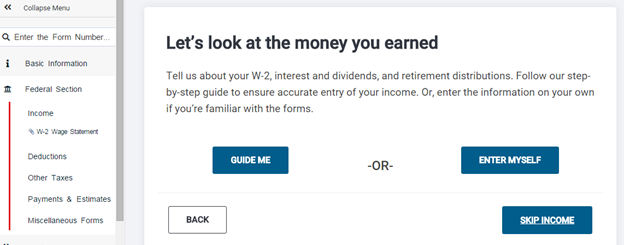 Collapse Menu
Enter the Form Number...
Basic Information
Federal Section
Income
W-2 Wage Statement
Deductions
Other Taxes
Payments & Estimates
Miscellaneous Forms
Let’s look at the money you earned
Tell us about your W-2, interest and dividends, and retirement distributions. Follow our step-
by-step guide to ensure accurate entry of your income. Or, enter the information on your own
if you’re familiar with the forms.
GUIDE ME
-OR-
ENTER MYSELF
BACK
SKIP INCOME